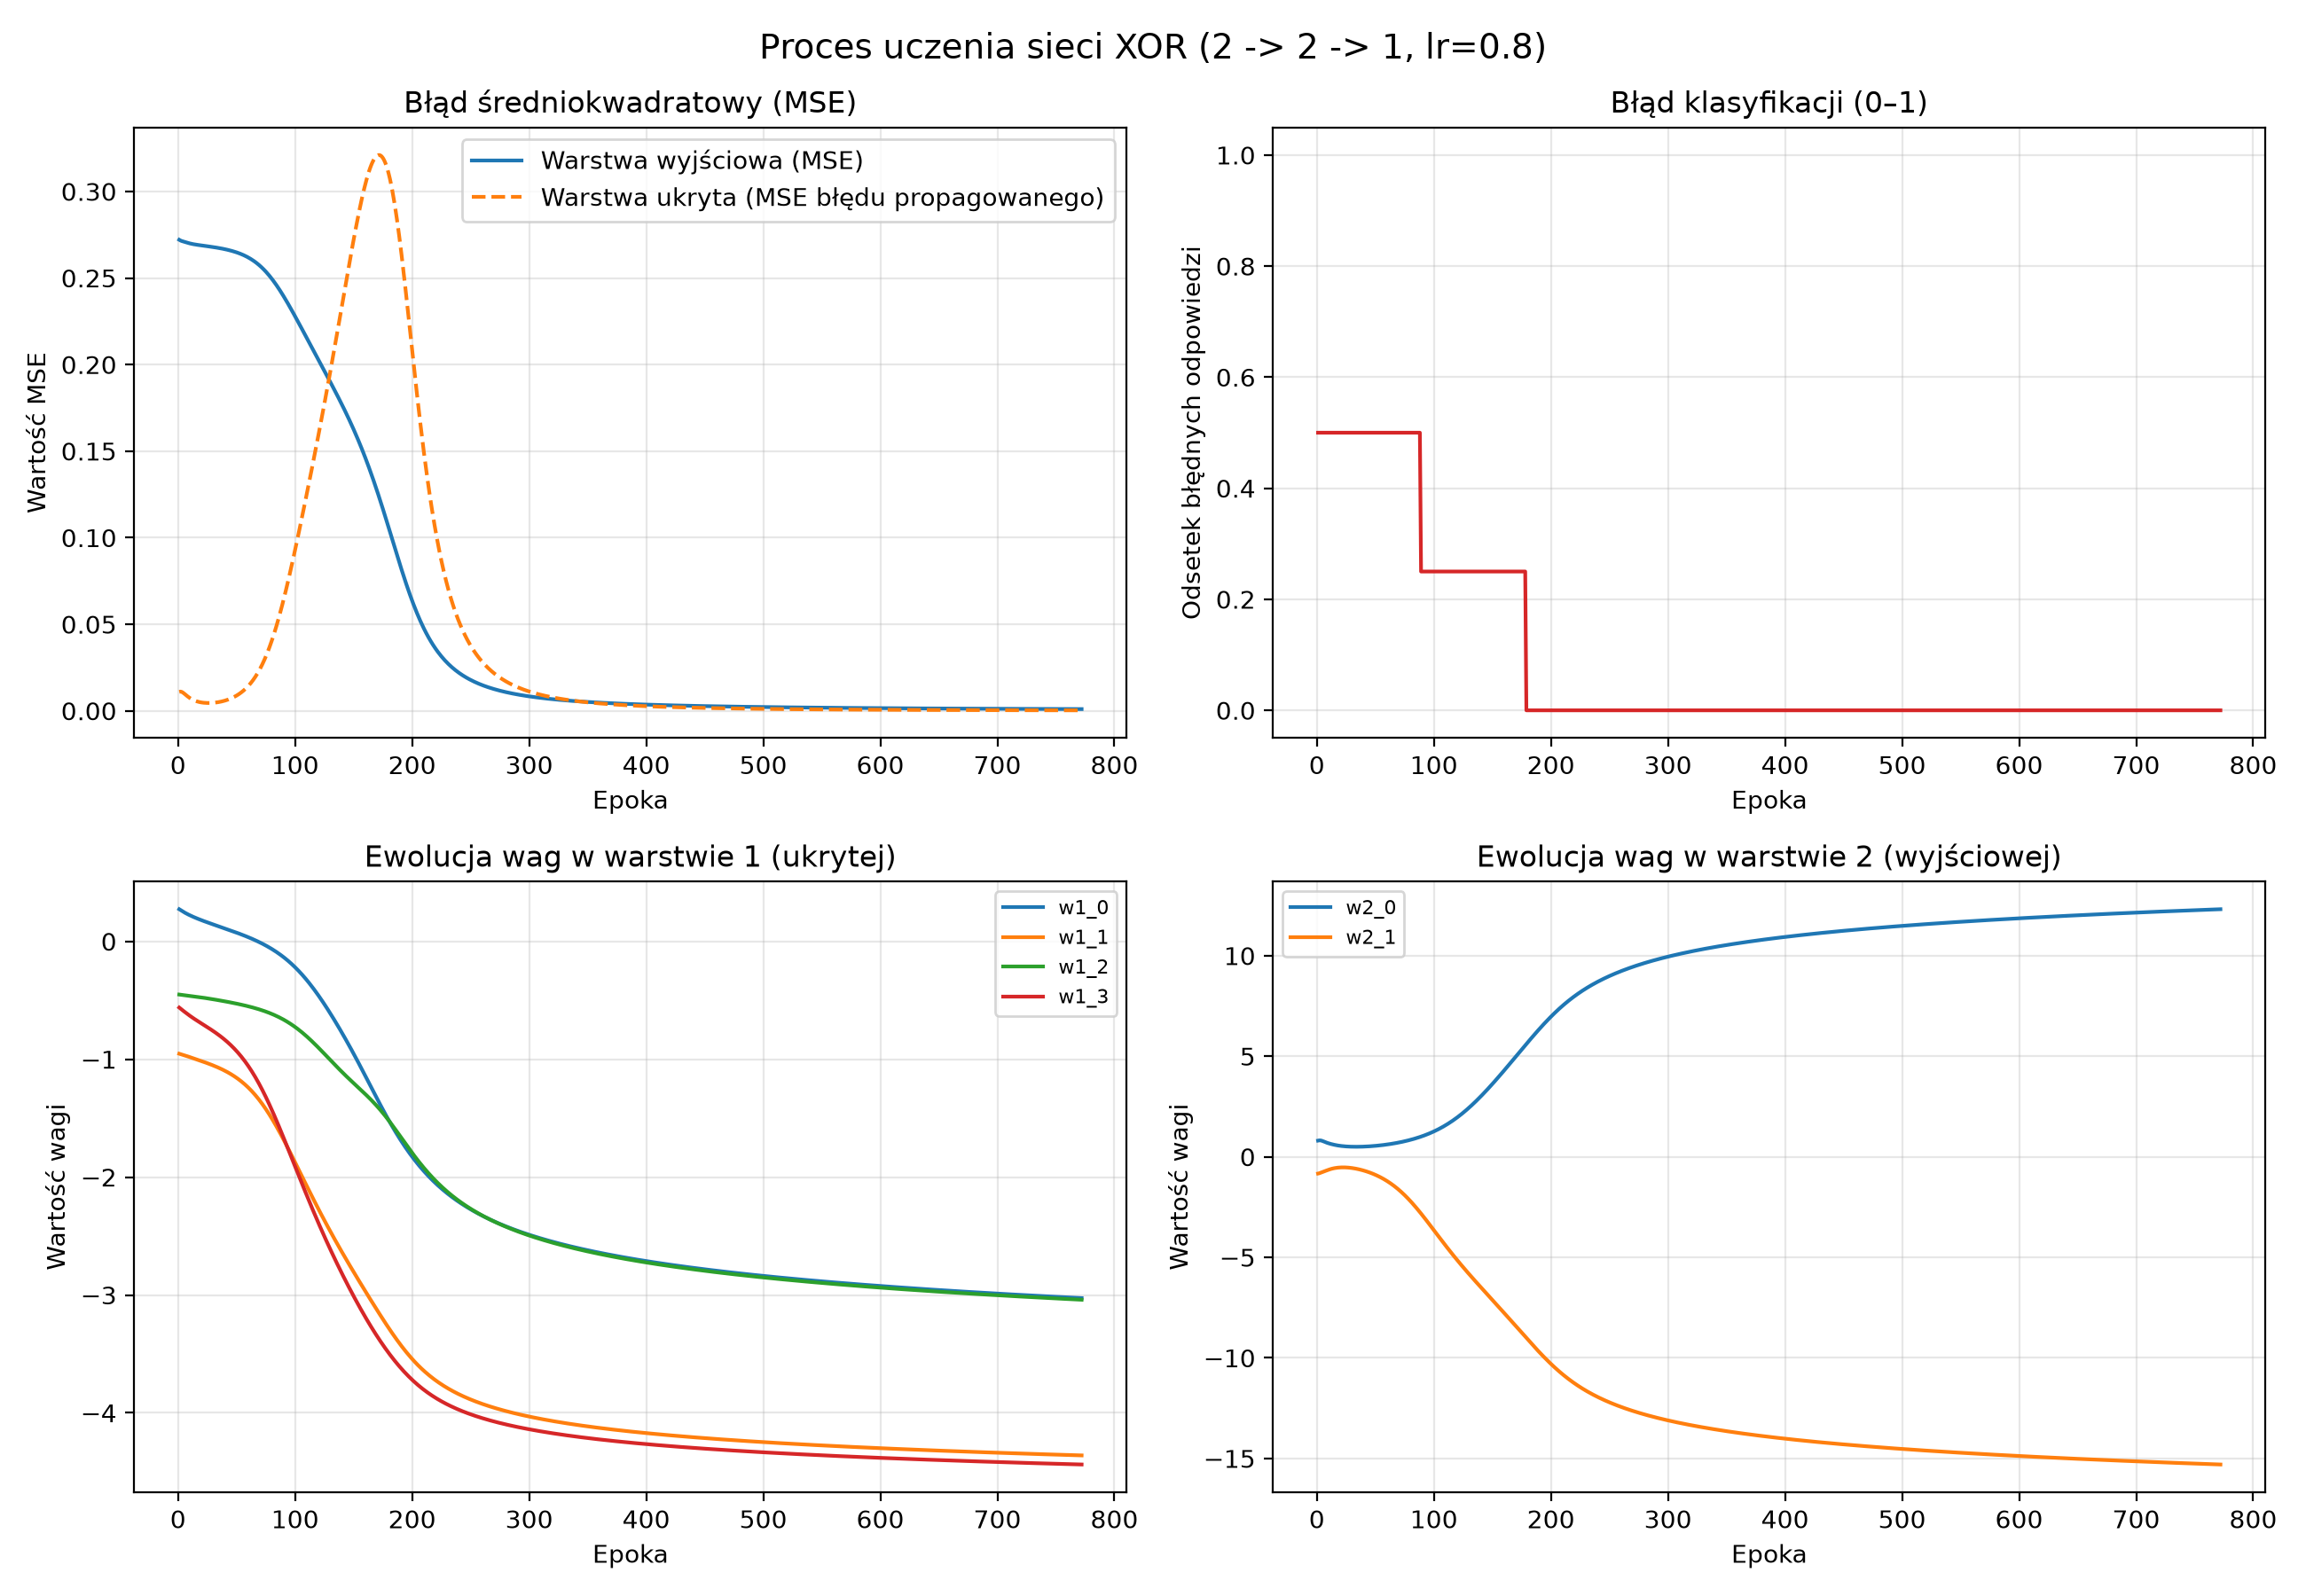 Proces uczenia sieci XOR (2 -> 2 -> 1, lr=0.8)
Błąd średniokwadratowy (MSE)
Warstwa wyjściowa (MSE)
Warstwa ukryta (MSE błędu propagowanego)
Wartość MSE
0.30
0.25
0.20
0.15
0.10
0.05
0.00
0 100 200 300 400 500 600 700 800
Epoka
Błąd klasyfikacji (0–1)
Odsetek błędnych odpowiedzi
1.0
0.8
0.6
0.4
0.2
0.0
0 100 200 300 400 500 600 700 800
Epoka
Ewolucja wag w warstwie 1 (ukrytej)
w1_0
w1_1
w1_2
w1_3
Wartość wagi
0
−1
−2
−3
−4
0 100 200 300 400 500 600 700 800
Epoka
Ewolucja wag w warstwie 2 (wyjściowej)
w2_0
w2_1
Wartość wagi
10
5
0
−5
−10
−15
0 100 200 300 400 500 600 700 800
Epoka